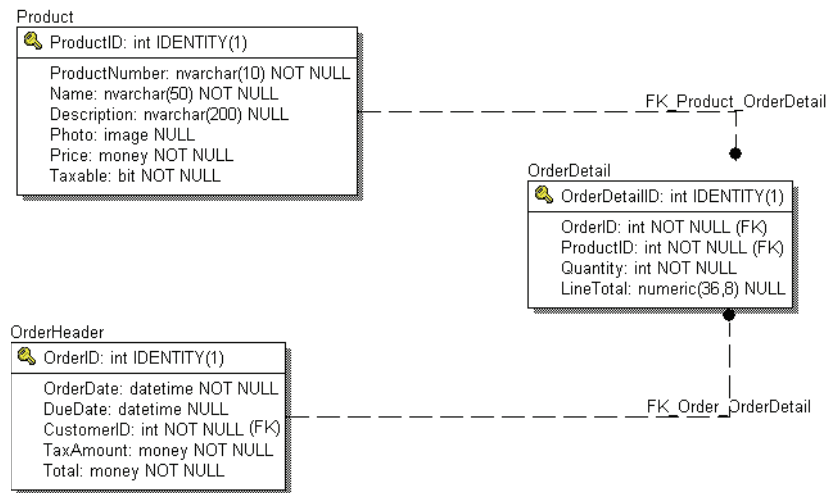 Product
ProductID: int IDENTITY(1)
ProductNumber: nvarchar(10) NOT NULL
Name: nvarchar(50) NOT NULL
Description: nvarchar(200) NULL
Photo: image NULL
Price: money NOT NULL
Taxable: bit NOT NULL
FK_Product_OrderDetail
OrderDetail
OrderDetailID: int IDENTITY(1)
OrderID: int NOT NULL (FK)
ProductID: int NOT NULL (FK)
Quantity: int NOT NULL
LineTotal: numeric(36,8) NULL
OrderHeader
OrderID: int IDENTITY(1)
OrderDate: datetime NOT NULL
DueDate: datetime NULL
CustomerID: int NOT NULL (FK)
TaxAmount: money NOT NULL
Total: money NOT NULL
FK_Order_OrderDetail